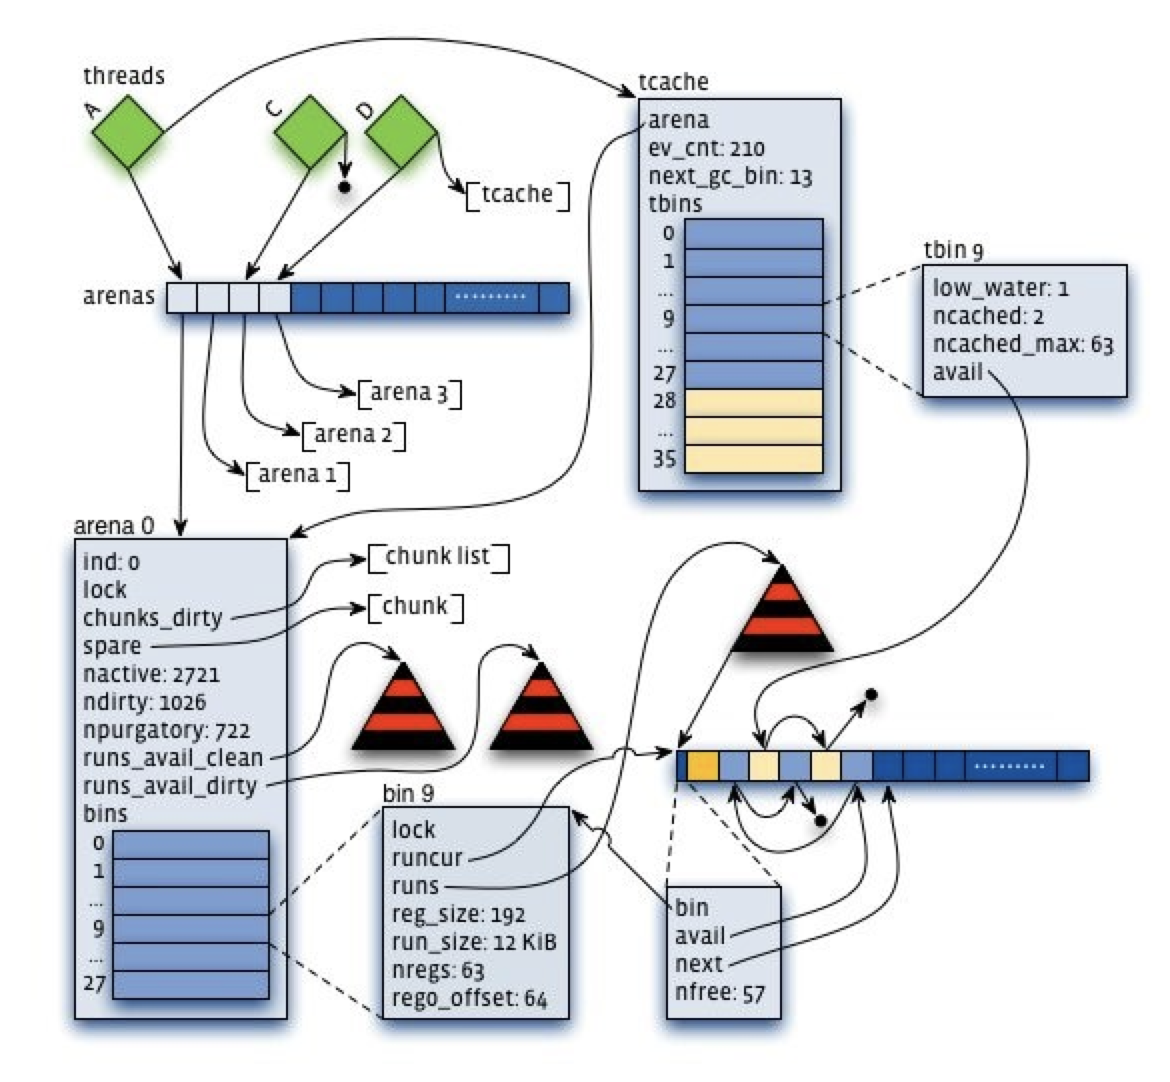 threads
A
C
D
[tcache]
arenas
[arena 3]
[arena 2]
[arena 1]
tcache
arena
ev_cnt: 210
next_gc_bin: 13
tbins
0
1
...
9
...
27
28
...
35
tbin 9
low_water: 1
ncached: 2
ncached_max: 63
avail
arena 0
ind: 0
lock
chunks_dirty
spare
nactive: 2721
ndirty: 1026
npurgatory: 722
runs_avail_clean
runs_avail_dirty
bins
0
1
...
9
...
27
[chunk list]
[chunk]
bin 9
lock
runcur
runs
reg_size: 192
run_size: 12 KiB
nregs: 63
reg0_offset: 64
bin
avail
next
nfree: 57